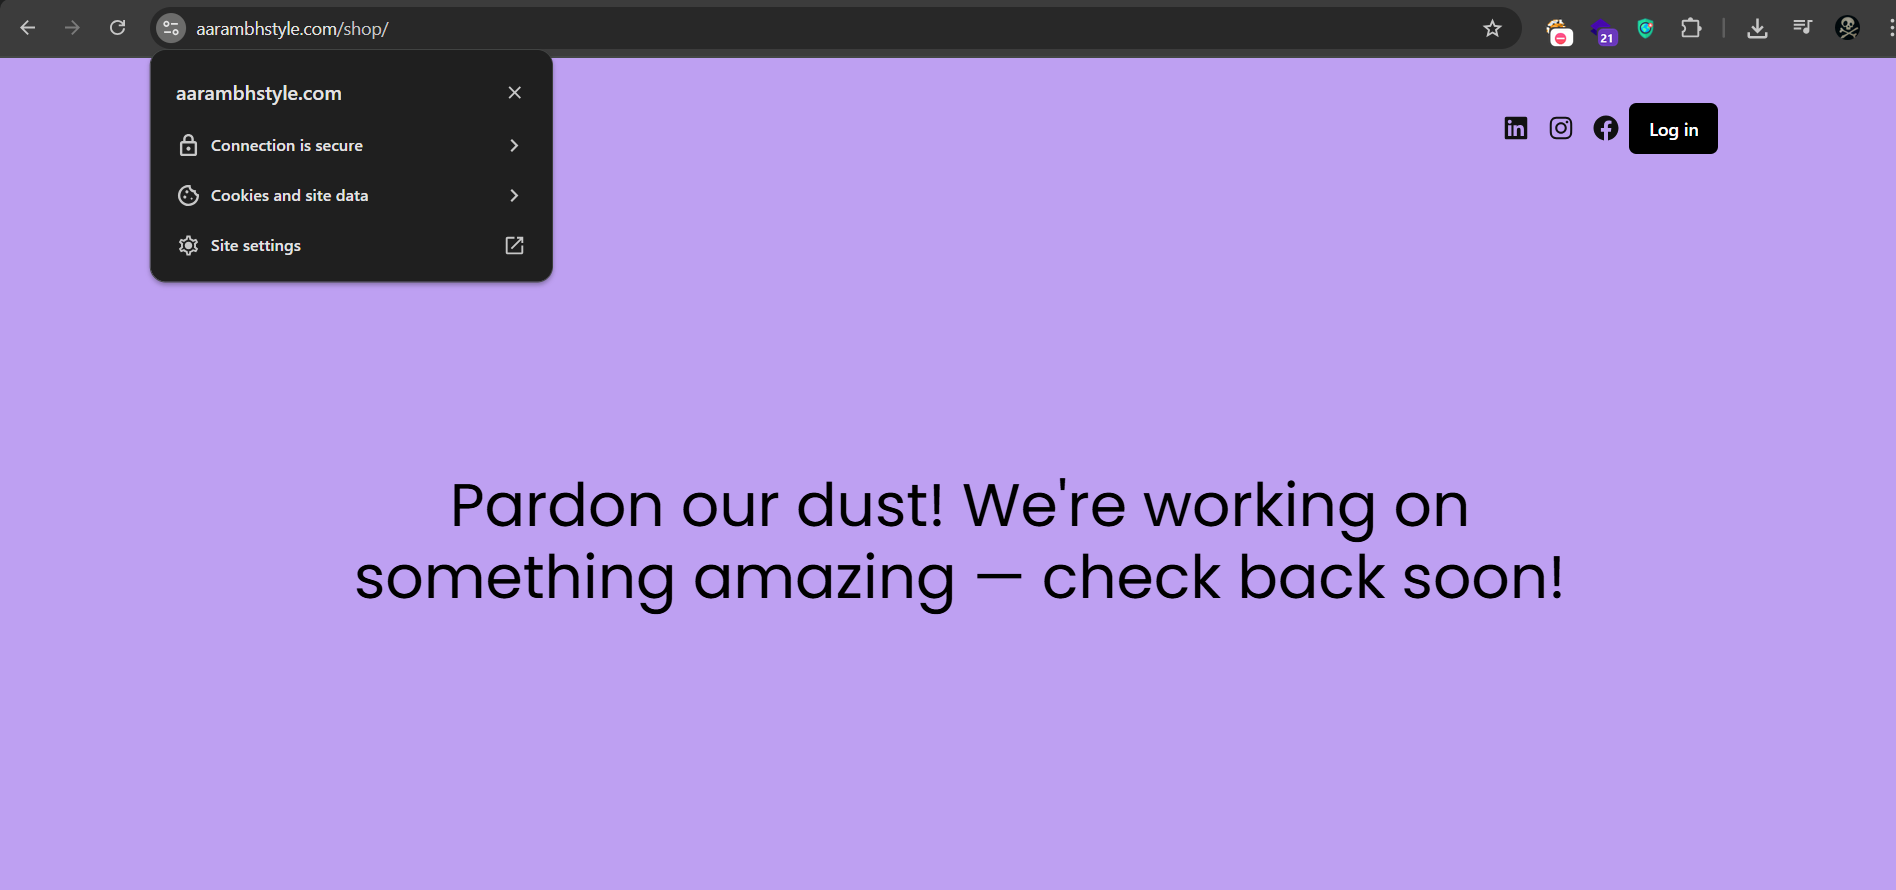 aarambhstyle.com/shop/
21
aarambhstyle.com
Connection is secure
Cookies and site data
Site settings
in
Log in
Pardon our dust! We're working on
something amazing — check back soon!